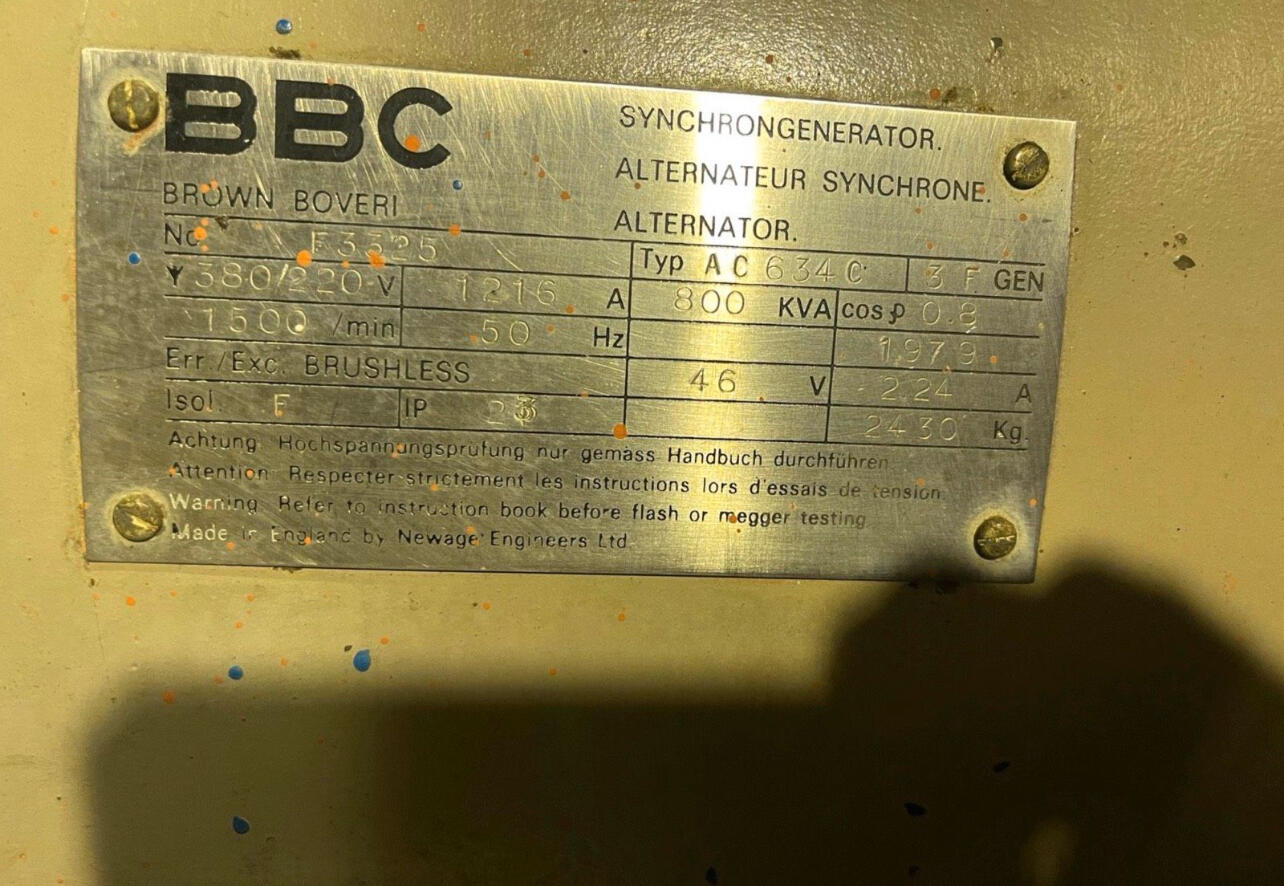 BBC
BROWN BOVERI
SYNCHRONGENERATOR.
ALTERNATEUR SYNCHRONE.
ALTERNATOR.
No F3325 Typ AC 634 C 3 F GEN
Y 380/220 V 1216 A 800 KVA cos φ 0.8
1500 /min 50 Hz 1979
Err./Exc. BRUSHLESS 46 V 2.24 A
Isol. F IP 23 2430 Kg.
Achtung: Hochspannungsprüfung nur gemäss Handbuch durchführen
Attention: Respecter strictement les instructions lors d'essais de tension
Warning: Refer to instruction book before flash or megger testing
Made in England by Newage Engineers Ltd.